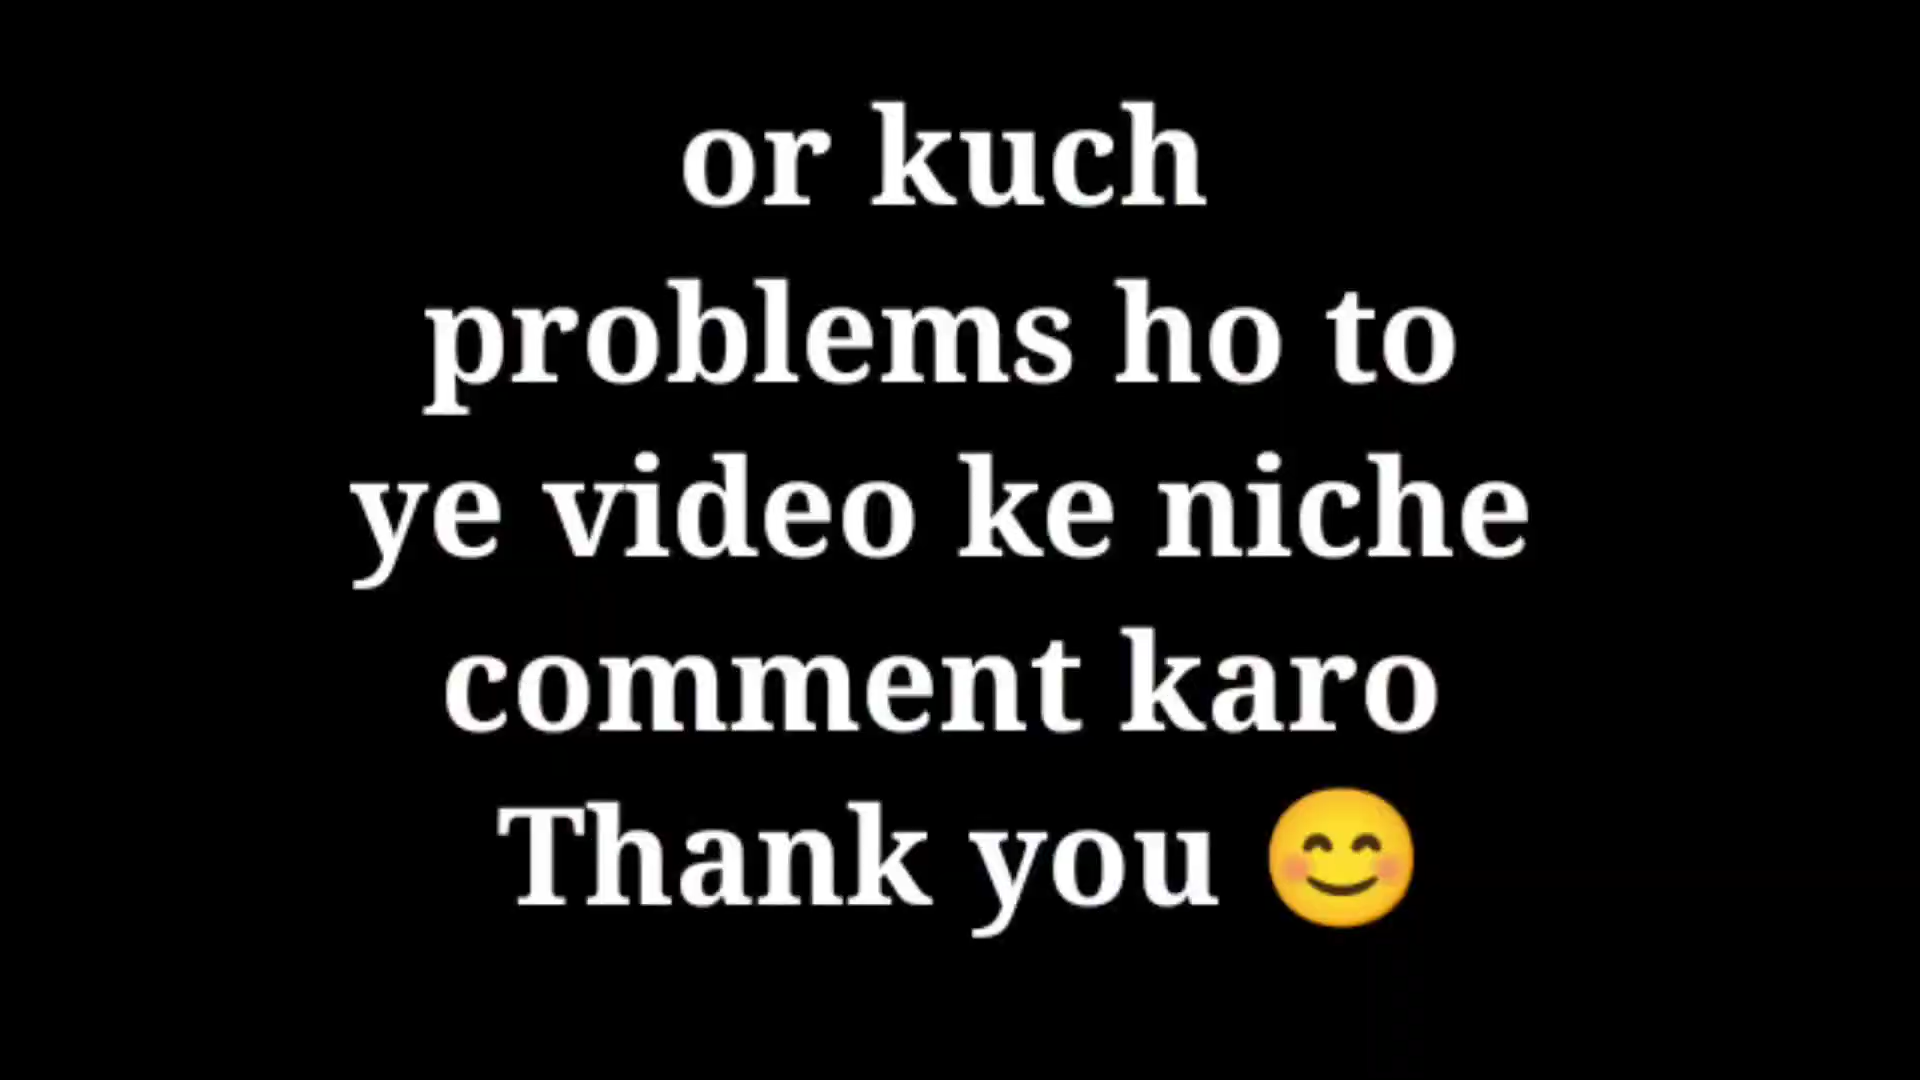 or kuch
problems ho to
ye video ke niche
comment karo
Thank you 😊